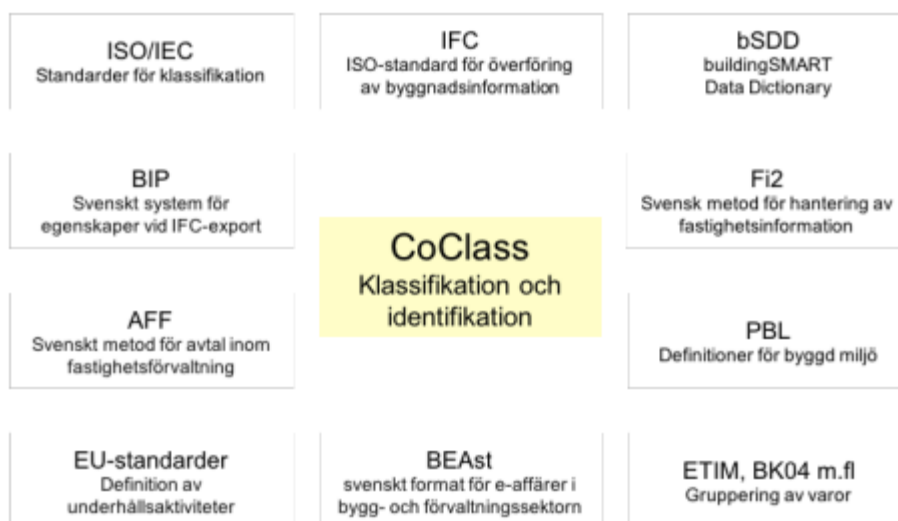 ISO/IEC
Standarder för klassifikation
IFC
ISO-standard för överföring
av byggnadsinformation
bSDD
buildingSMART
Data Dictionary
BIP
Svenskt system för
egenskaper vid IFC-export
Fi2
Svensk metod för hantering av
fastighetsinformation
CoClass
Klassifikation och
identifikation
AFF
Svenskt metod för avtal inom
fastighetsförvaltning
PBL
Definitioner för byggd miljö
EU-standarder
Definition av
underhållsaktiviteter
BEAst
svenskt format för e-affärer i
bygg- och förvaltningssektorn
ETIM, BK04 m.fl
Gruppering av varor